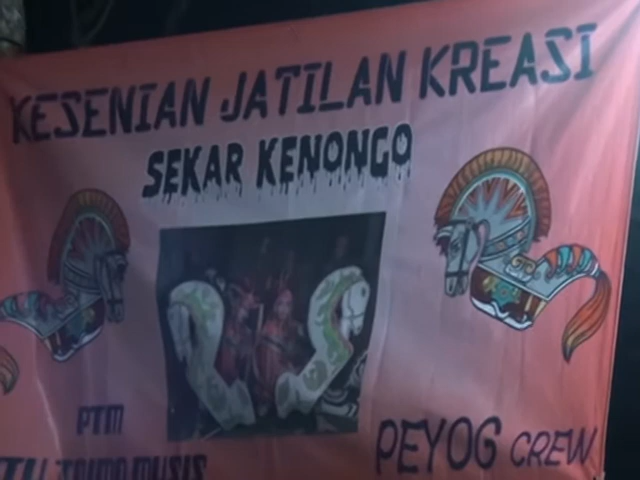 KESENIAN JATILAN KREASI
SEKAR KENONGO
PTM
PEYOG CREW